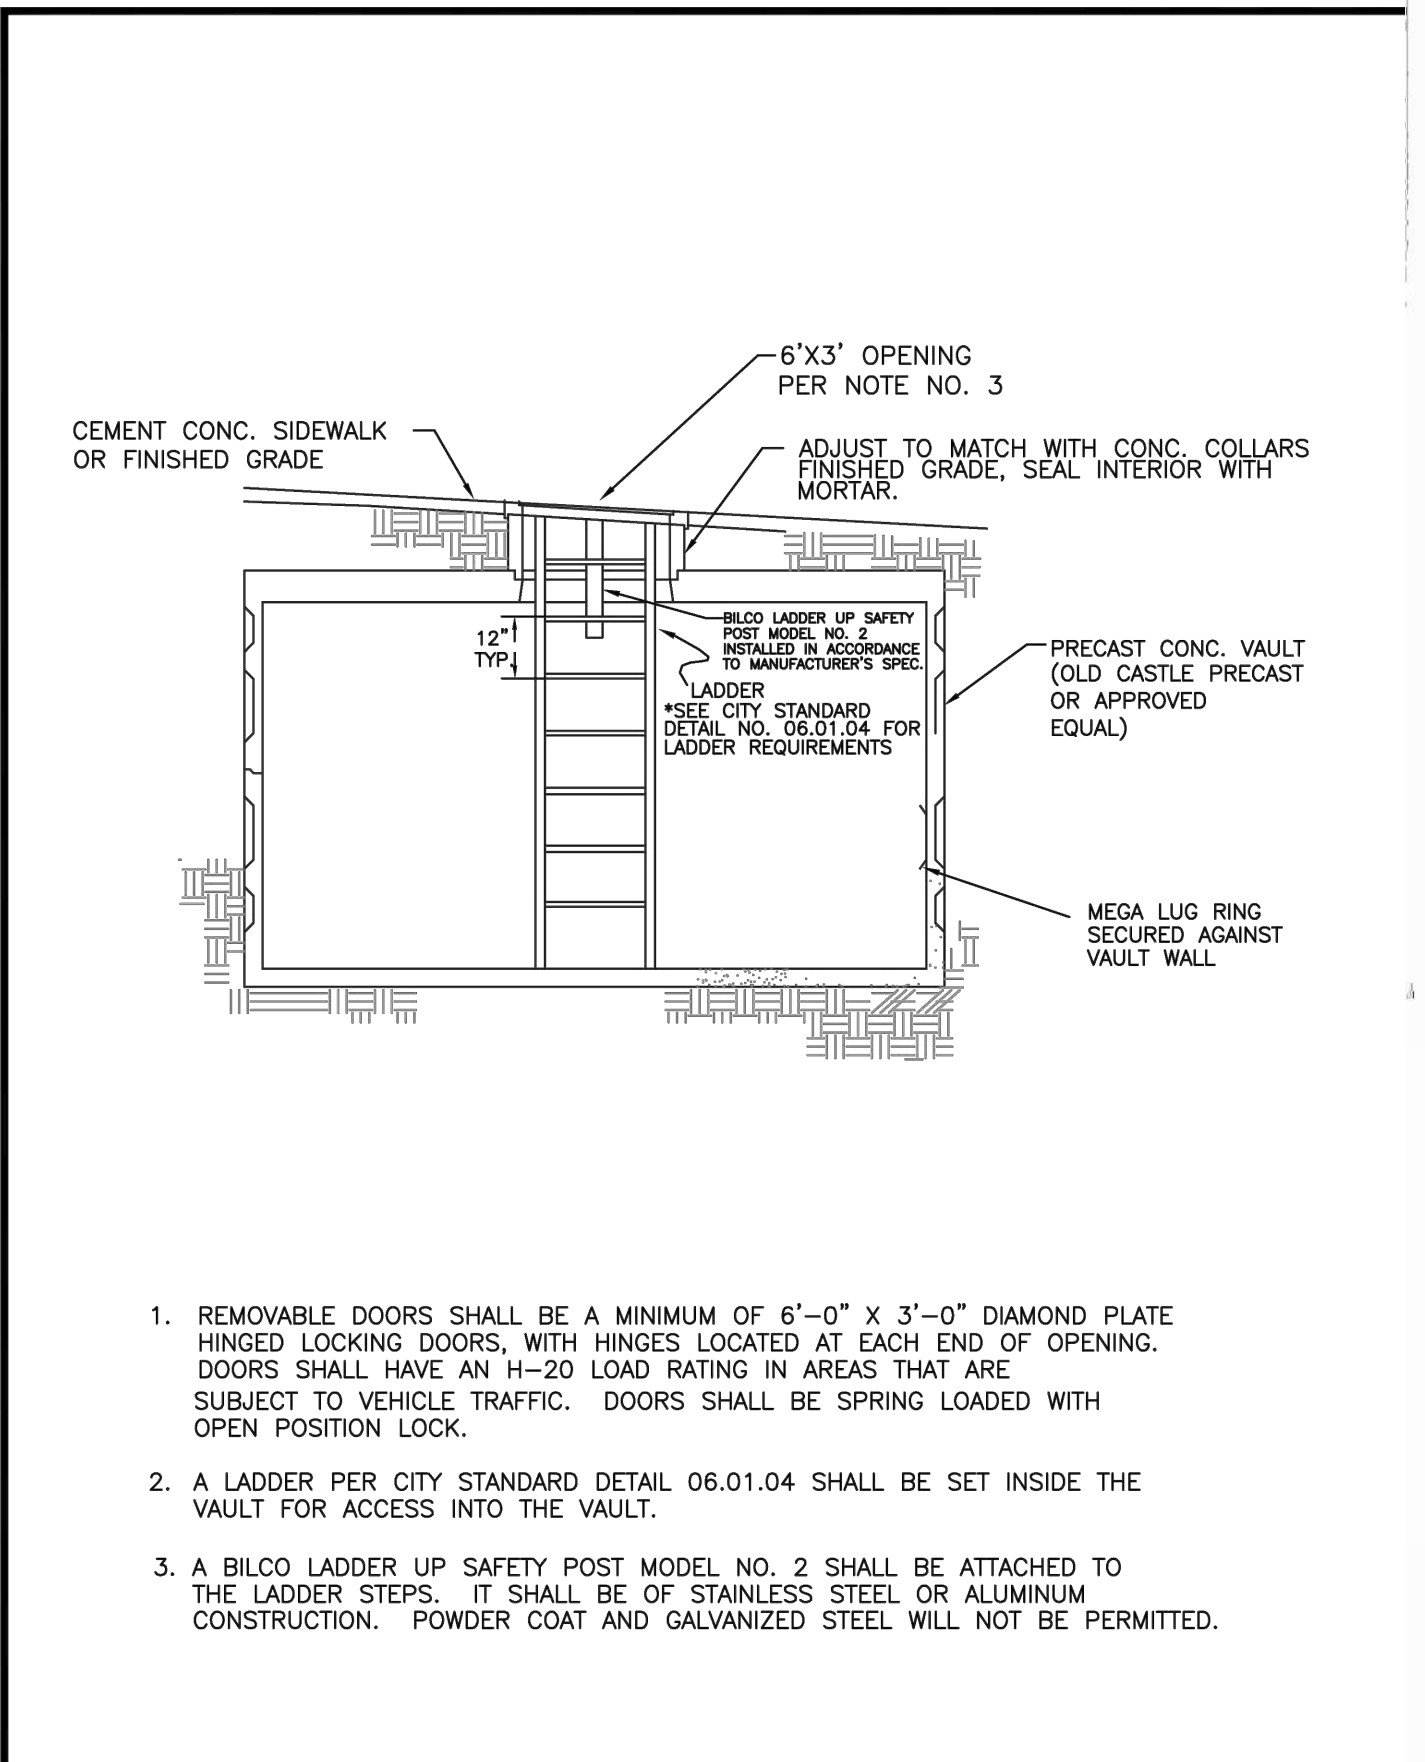 6'X3' OPENING
PER NOTE NO. 3
CEMENT CONC. SIDEWALK
OR FINISHED GRADE
ADJUST TO MATCH WITH CONC. COLLARS
FINISHED GRADE, SEAL INTERIOR WITH
MORTAR.
BILCO LADDER UP SAFETY
POST MODEL NO. 2
INSTALLED IN ACCORDANCE
TO MANUFACTURER'S SPEC.
12"
TYP.
LADDER
*SEE CITY STANDARD
DETAIL NO. 06.01.04 FOR
LADDER REQUIREMENTS
PRECAST CONC. VAULT
(OLD CASTLE PRECAST
OR APPROVED
EQUAL)
MEGA LUG RING
SECURED AGAINST
VAULT WALL
1. REMOVABLE DOORS SHALL BE A MINIMUM OF 6'-0" X 3'-0" DIAMOND PLATE
HINGED LOCKING DOORS, WITH HINGES LOCATED AT EACH END OF OPENING.
DOORS SHALL HAVE AN H-20 LOAD RATING IN AREAS THAT ARE
SUBJECT TO VEHICLE TRAFFIC. DOORS SHALL BE SPRING LOADED WITH
OPEN POSITION LOCK.
2. A LADDER PER CITY STANDARD DETAIL 06.01.04 SHALL BE SET INSIDE THE
VAULT FOR ACCESS INTO THE VAULT.
3. A BILCO LADDER UP SAFETY POST MODEL NO. 2 SHALL BE ATTACHED TO
THE LADDER STEPS. IT SHALL BE OF STAINLESS STEEL OR ALUMINUM
CONSTRUCTION. POWDER COAT AND GALVANIZED STEEL WILL NOT BE PERMITTED.